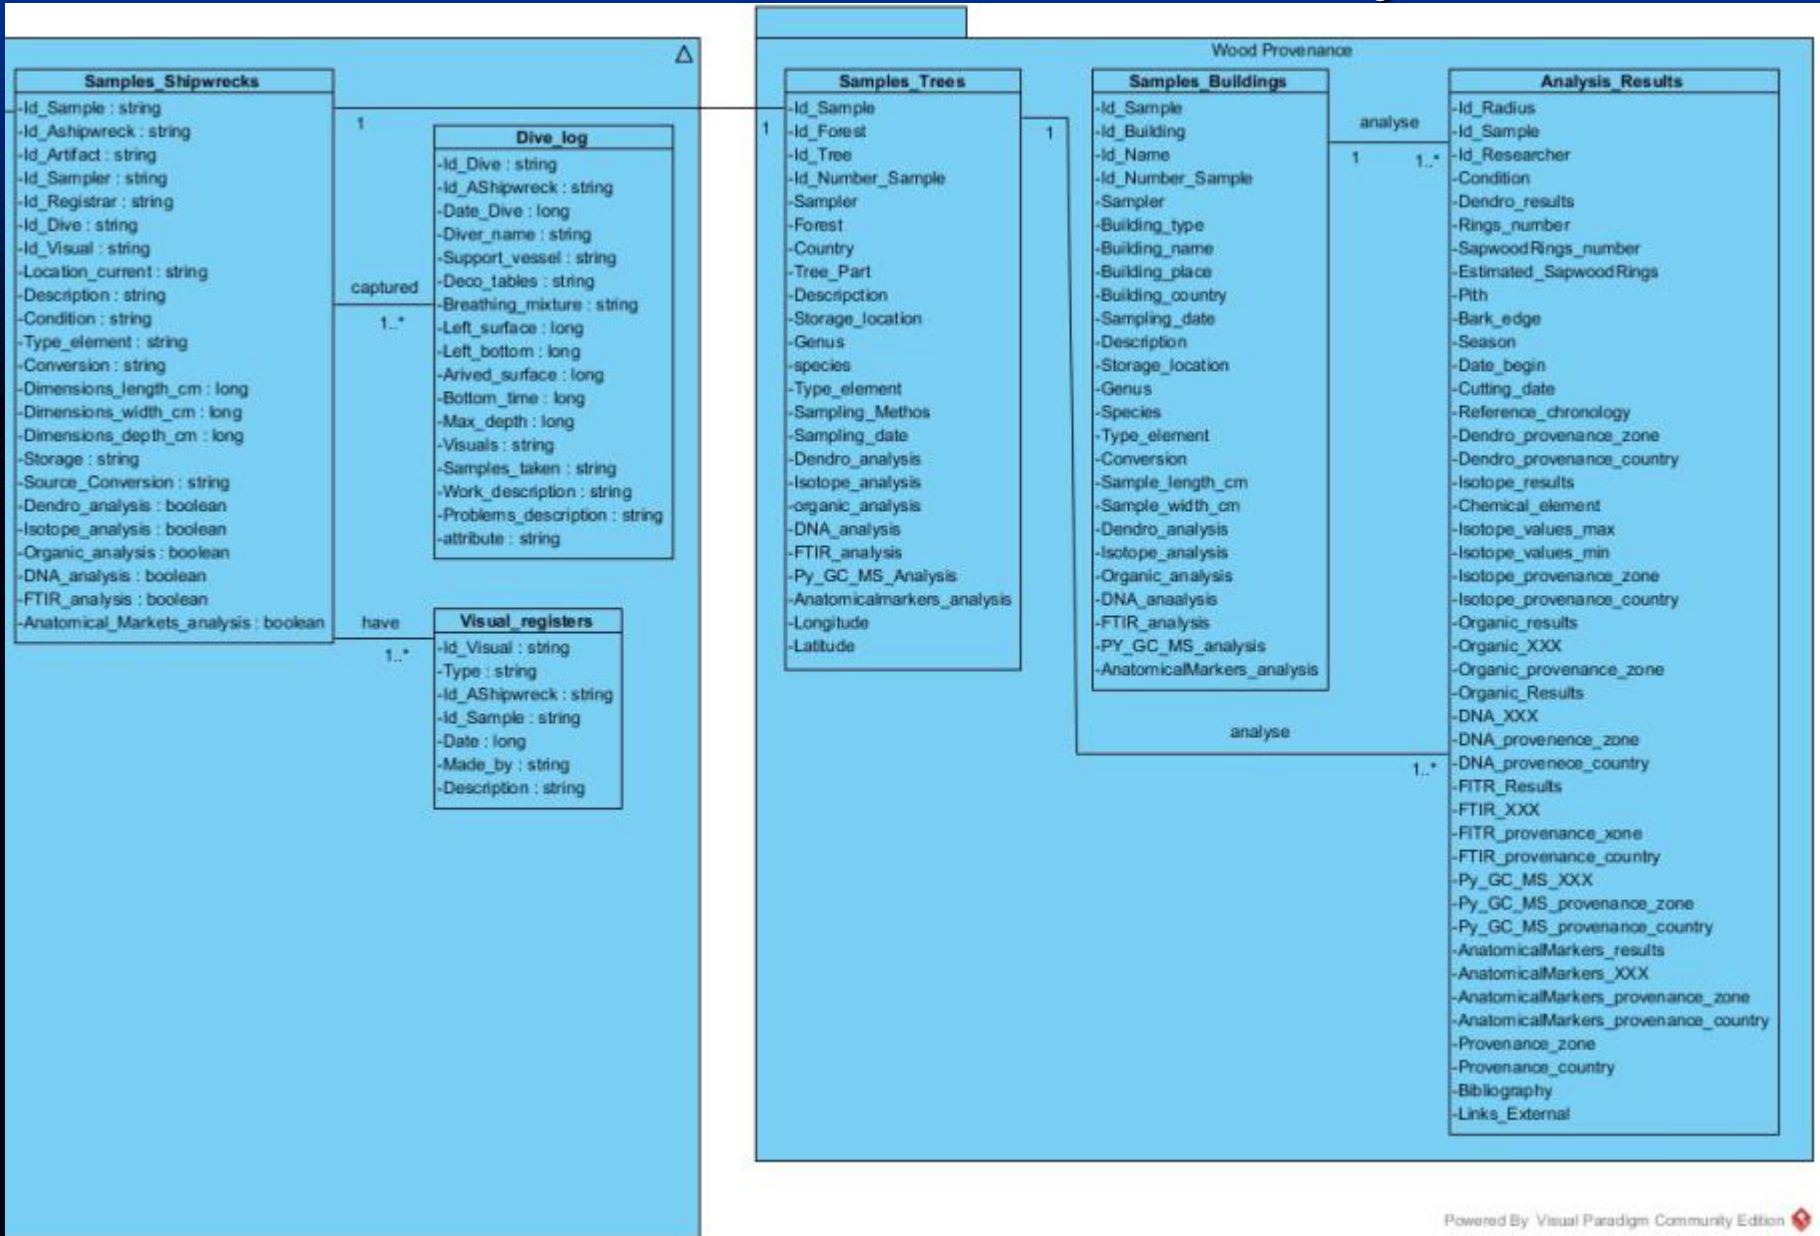 Samples_Shipwrecks
-Id_Sample : string
-Id_Ashipwreck : string
-Id_Artifact : string
-Id_Sampler : string
-Id_Registrar : string
-Id_Dive : string
-Id_Visual : string
-Location_current : string
-Description : string
-Condition : string
-Type_element : string
-Conversion : string
-Dimensions_length_cm : long
-Dimensions_width_cm : long
-Dimensions_depth_cm : long
-Storage : string
-Source_Conversion : string
-Dendro_analysis : boolean
-Isotope_analysis : boolean
-Organic_analysis : boolean
-DNA_analysis : boolean
-FTIR_analysis : boolean
-Anatomical_Markets_analysis : boolean
1
captured
1..*
have
1..*
Dive_log
-Id_Dive : string
-Id_AShipwreck : string
-Date_Dive : long
-Diver_name : string
-Support_vessel : string
-Deco_tables : string
-Breathing_mixture : string
-Left_surface : long
-Left_bottom : long
-Arived_surface : long
-Bottom_time : long
-Max_depth : long
-Visuals : string
-Samples_taken : string
-Work_description : string
-Problems_description : string
-attribute : string
Visual_registers
-Id_Visual : string
-Type : string
-Id_AShipwreck : string
-Id_Sample : string
-Date : long
-Made_by : string
-Description : string
Wood Provenance
1
Samples_Trees
-Id_Sample
-Id_Forest
-Id_Tree
-Id_Number_Sample
-Sampler
-Forest
-Country
-Tree_Part
-Descripction
-Storage_location
-Genus
-species
-Type_element
-Sampling_Methos
-Sampling_date
-Dendro_analysis
-Isotope_analysis
-organic_analysis
-DNA_analysis
-FTIR_analysis
-Py_GC_MS_Analysis
-Anatomicalmarkers_analysis
-Longitude
-Latitude
1
Samples_Buildings
-Id_Sample
-Id_Building
-Id_Name
-Id_Number_Sample
-Sampler
-Building_type
-Building_name
-Building_place
-Building_country
-Sampling_date
-Description
-Storage_location
-Genus
-Species
-Type_element
-Conversion
-Sample_length_cm
-Sample_width_cm
-Dendro_analysis
-Isotope_analysis
-Organic_analysis
-DNA_anaalysis
-FTIR_analysis
-PY_GC_MS_analysis
-AnatomicalMarkers_analysis
analyse
1 1..*
analyse
1..*
Analysis_Results
-Id_Radius
-Id_Sample
-Id_Researcher
-Condition
-Dendro_results
-Rings_number
-SapwoodRings_number
-Estimated_SapwoodRings
-Pith
-Bark_edge
-Season
-Date_begin
-Cutting_date
-Reference_chronology
-Dendro_provenance_zone
-Dendro_provenance_country
-Isotope_results
-Chemical_element
-Isotope_values_max
-Isotope_values_min
-Isotope_provenance_zone
-Isotope_provenance_country
-Organic_results
-Organic_XXX
-Organic_provenance_zone
-Organic_Results
-DNA_XXX
-DNA_provenence_zone
-DNA_provenece_country
-FITR_Results
-FTIR_XXX
-FITR_provenance_xone
-FTIR_provenance_country
-Py_GC_MS_XXX
-Py_GC_MS_provenance_zone
-Py_GC_MS_provenance_country
-AnatomicalMarkers_results
-AnatomicalMarkers_XXX
-AnatomicalMarkers_provenance_zone
-AnatomicalMarkers_provenance_country
-Provenance_zone
-Provenance_country
-Bibliography
-Links_External
Powered By Visual Paradigm Community Edition